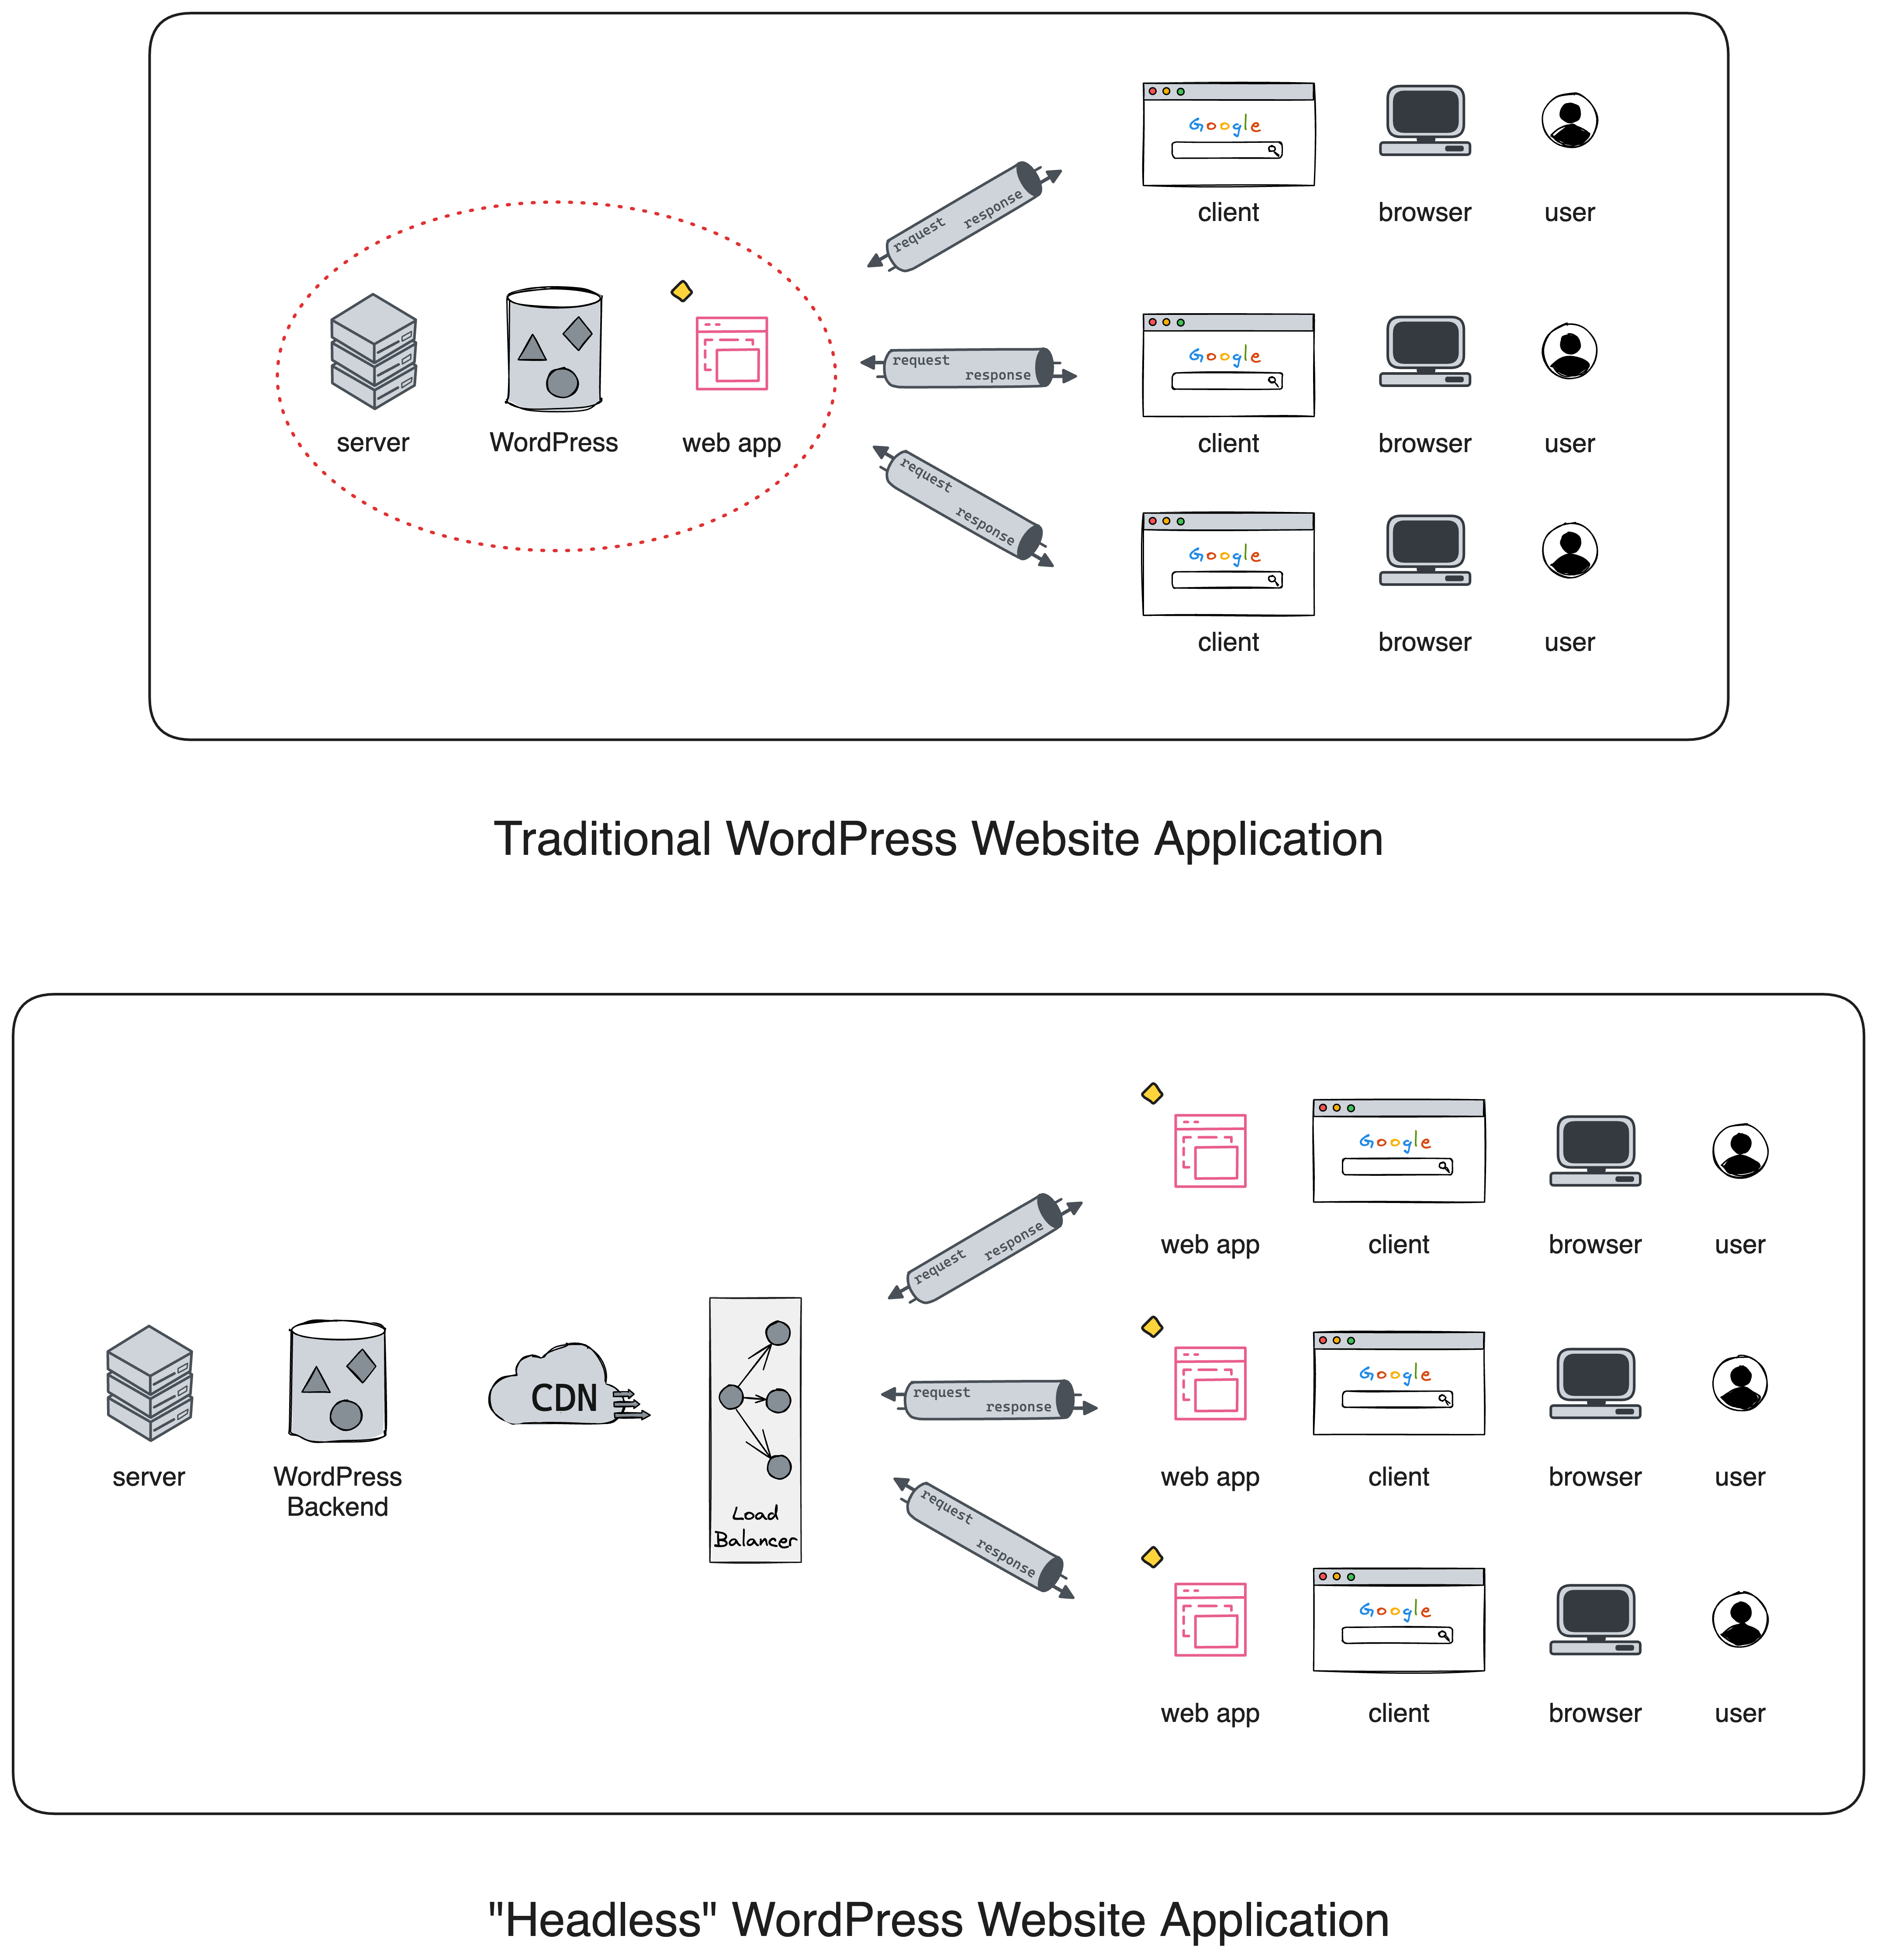 Google
client
browser
user
request
response
server
WordPress
web app
request
response
Google
client
browser
user
request
response
Google
client
browser
user
Traditional WordPress Website Application
web app
Google
client
browser
user
request
response
server
WordPress
Backend
CDN
Load
Balancer
request
response
web app
Google
client
browser
user
request
response
web app
Google
client
browser
user
"Headless" WordPress Website Application